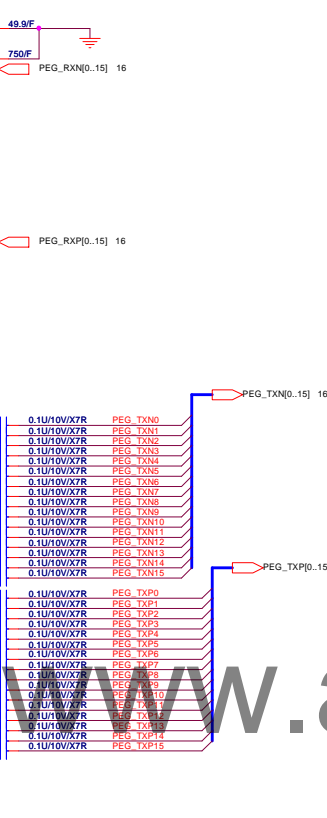 49.9/F
750/F
PEG_RXN[0..15] 16
PEG_RXP[0..15] 16
PEG_TXN[0..15] 16
0.1U/10V/X7R PEG_TXN0
0.1U/10V/X7R PEG_TXN1
0.1U/10V/X7R PEG_TXN2
0.1U/10V/X7R PEG_TXN3
0.1U/10V/X7R PEG_TXN4
0.1U/10V/X7R PEG_TXN5
0.1U/10V/X7R PEG_TXN6
0.1U/10V/X7R PEG_TXN7
0.1U/10V/X7R PEG_TXN8
0.1U/10V/X7R PEG_TXN9
0.1U/10V/X7R PEG_TXN10
0.1U/10V/X7R PEG_TXN11
0.1U/10V/X7R PEG_TXN12
0.1U/10V/X7R PEG_TXN13
0.1U/10V/X7R PEG_TXN14
0.1U/10V/X7R PEG_TXN15
PEG_TXP[0..15
0.1U/10V/X7R PEG_TXP0
0.1U/10V/X7R PEG_TXP1
0.1U/10V/X7R PEG_TXP2
0.1U/10V/X7R PEG_TXP3
0.1U/10V/X7R PEG_TXP4
0.1U/10V/X7R PEG_TXP5
0.1U/10V/X7R PEG_TXP6
0.1U/10V/X7R PEG_TXP7
0.1U/10V/X7R PEG_TXP8
0.1U/10V/X7R PEG_TXP9
0.1U/10V/X7R PEG_TXP10
0.1U/10V/X7R PEG_TXP11
0.1U/10V/X7R PEG_TXP12
0.1U/10V/X7R PEG_TXP13
0.1U/10V/X7R PEG_TXP14
0.1U/10V/X7R PEG_TXP15
www.a